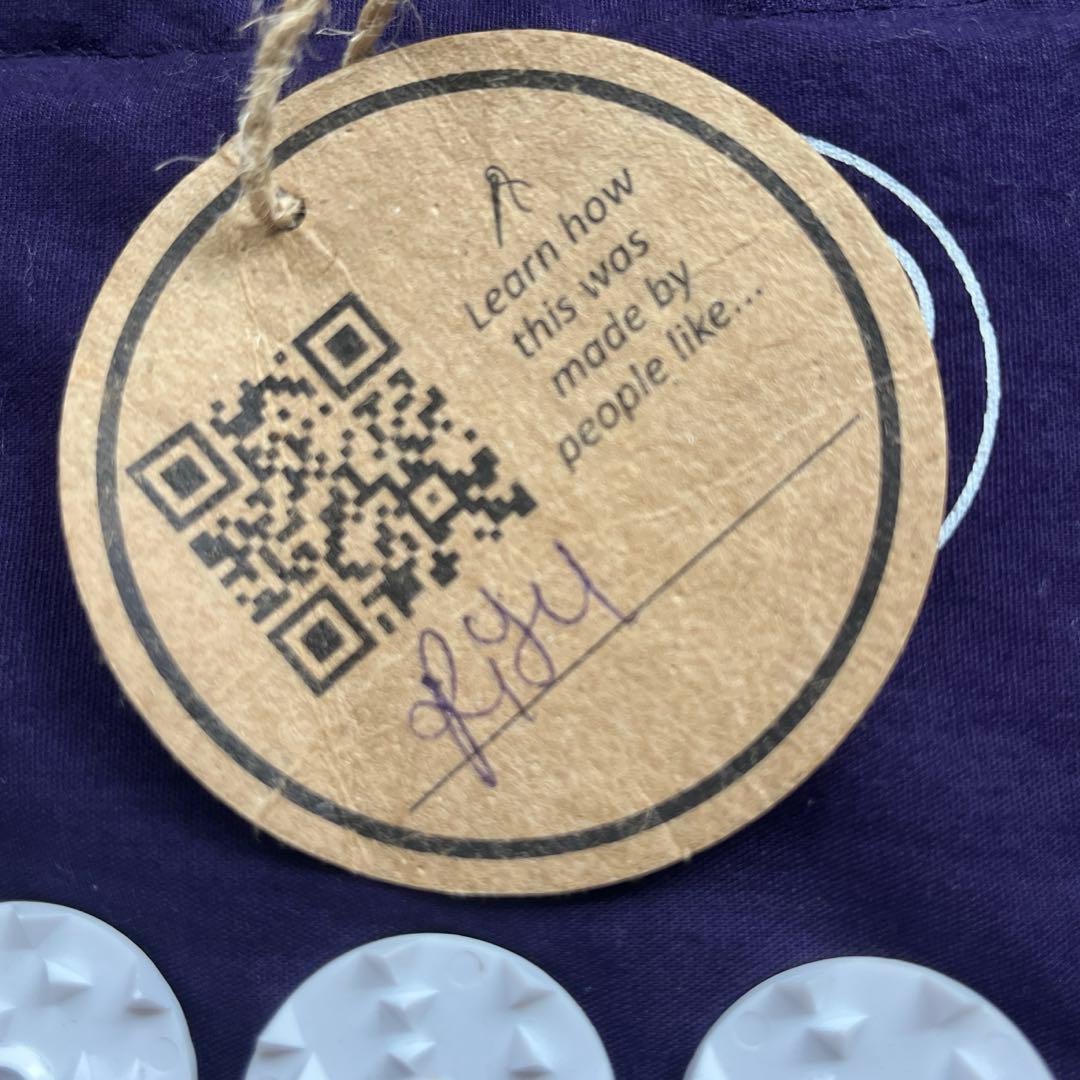 Learn how
this was
made by
people like...